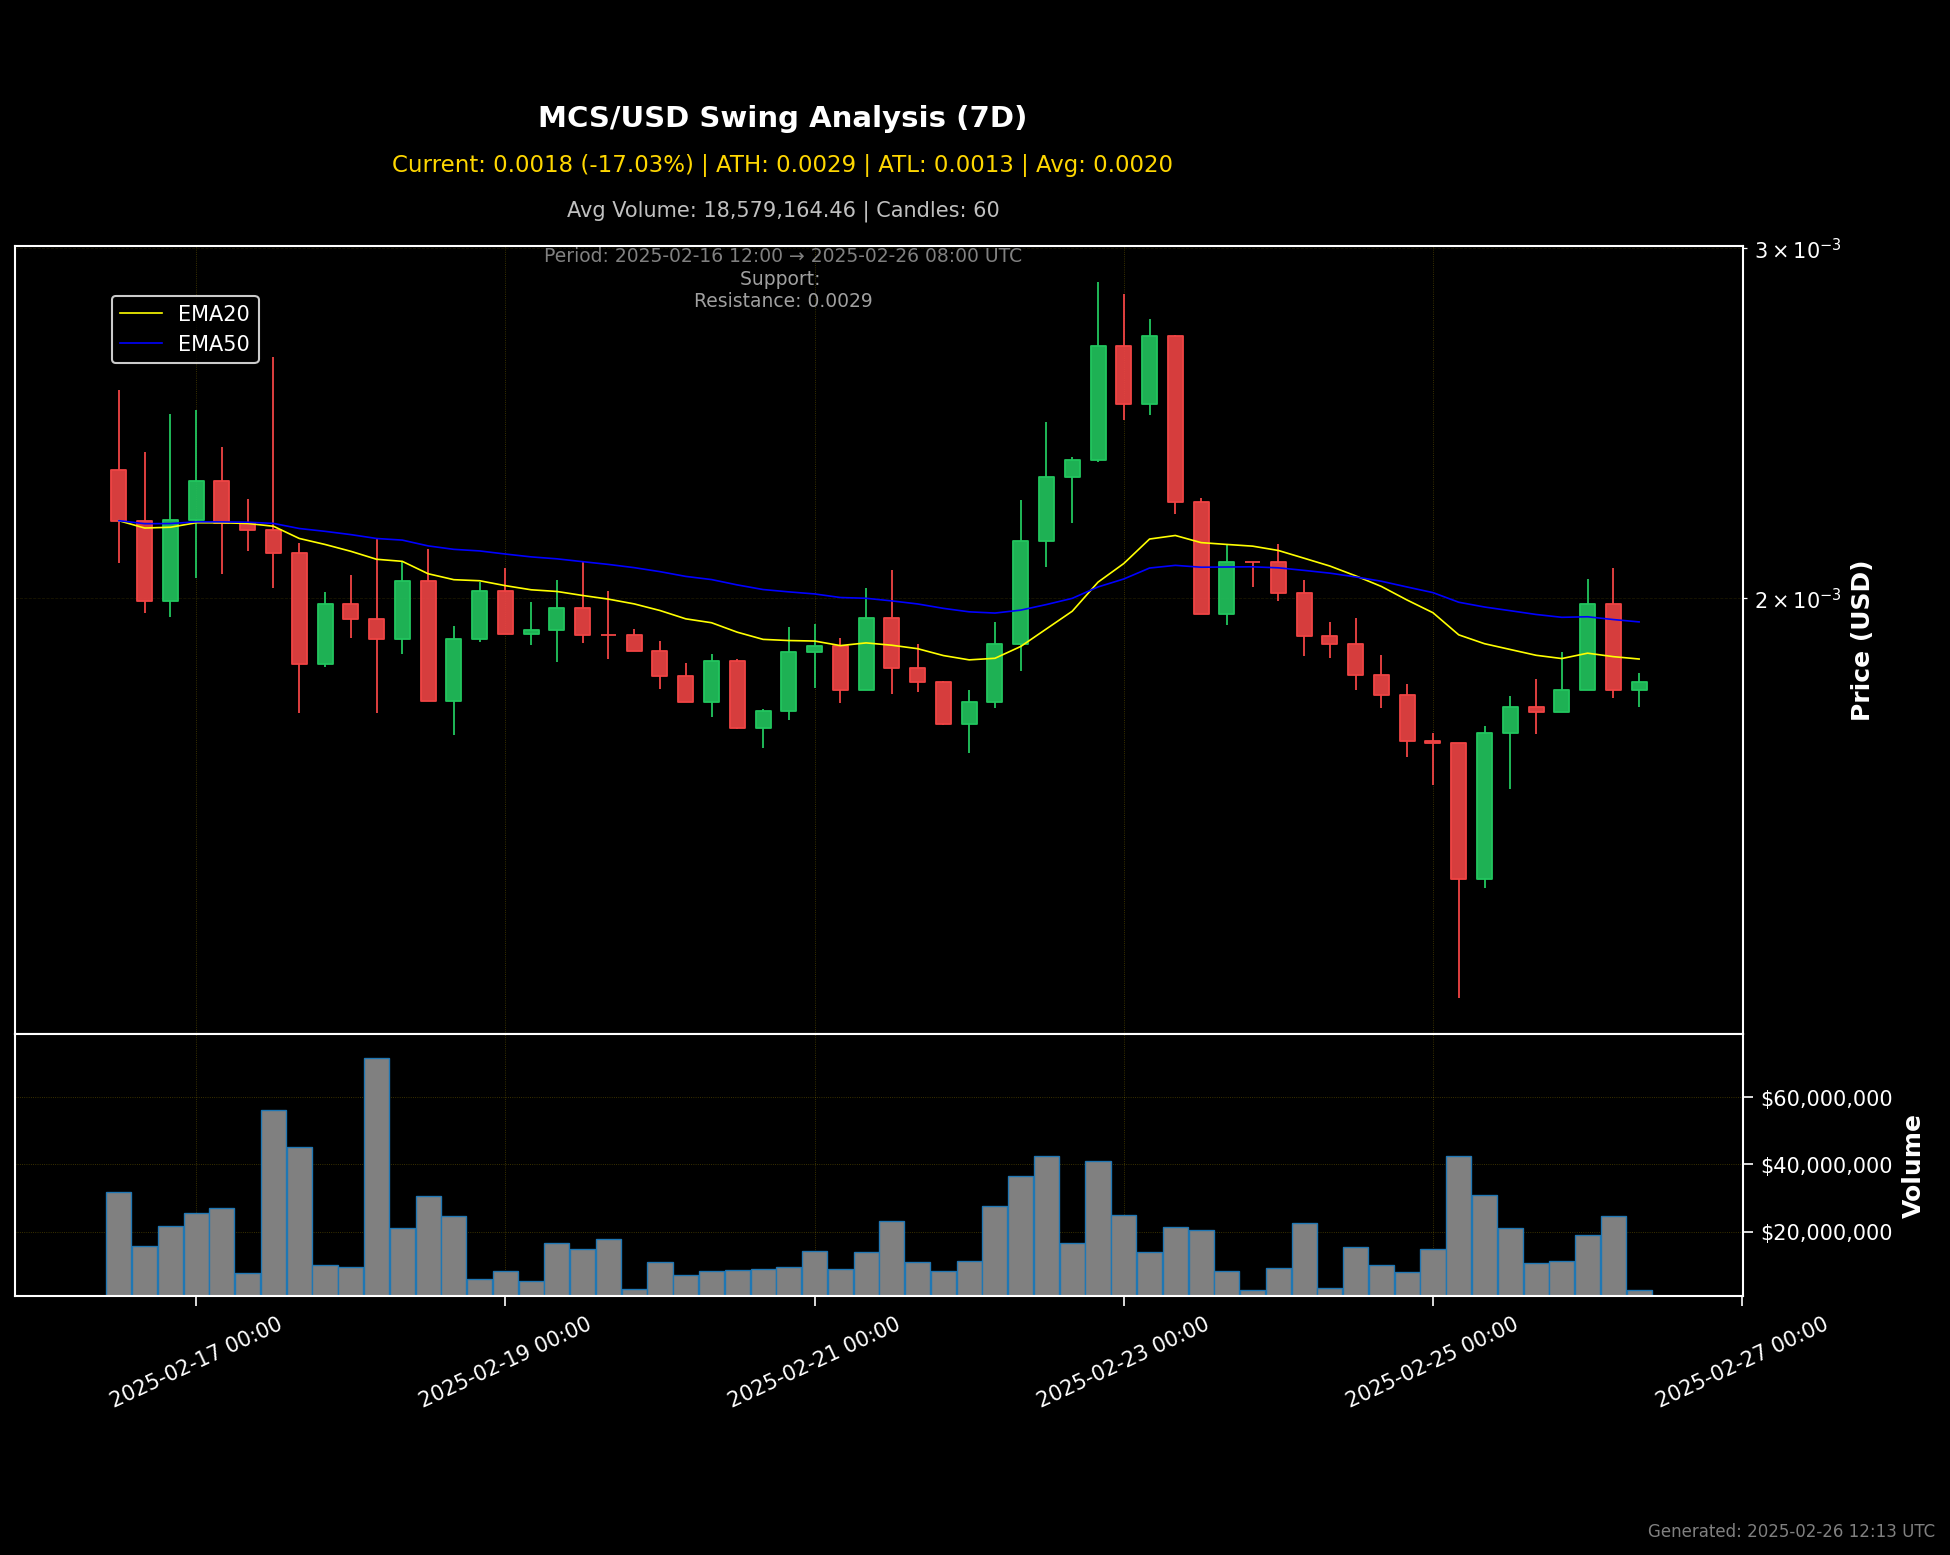 MCS/USD Swing Analysis (7D)
Current: 0.0018 (-17.03%) | ATH: 0.0029 | ATL: 0.0013 | Avg: 0.0020
Avg Volume: 18,579,164.46 | Candles: 60
Period: 2025-02-16 12:00 → 2025-02-26 08:00 UTC
Support:
Resistance: 0.0029
EMA20
EMA50
3 × 10⁻³
2 × 10⁻³
Price (USD)
$60,000,000
$40,000,000
$20,000,000
Volume
2025-02-17 00:00
2025-02-19 00:00
2025-02-21 00:00
2025-02-23 00:00
2025-02-25 00:00
2025-02-27 00:00
Generated: 2025-02-26 12:13 UTC